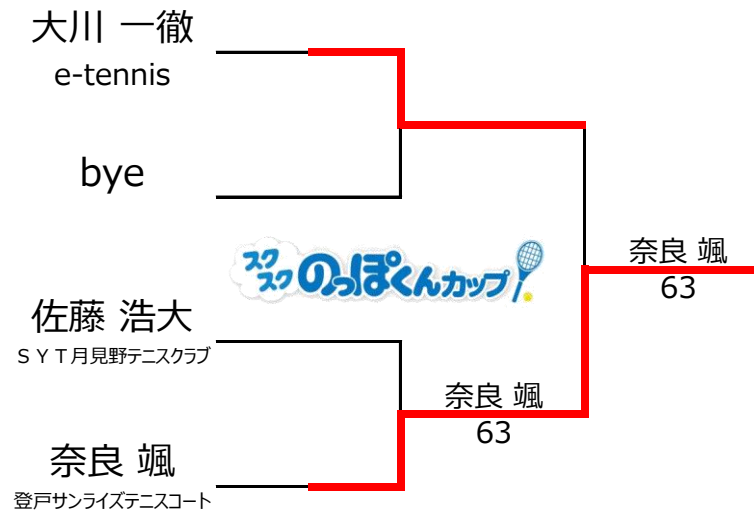 大川 一徹
e-tennis
bye
スク
スク のっぽくんカップ
奈良 颯
63
佐藤 浩大
ＳＹＴ月見野テニスクラブ
奈良 颯
63
奈良 颯
登戸サンライズテニスコート